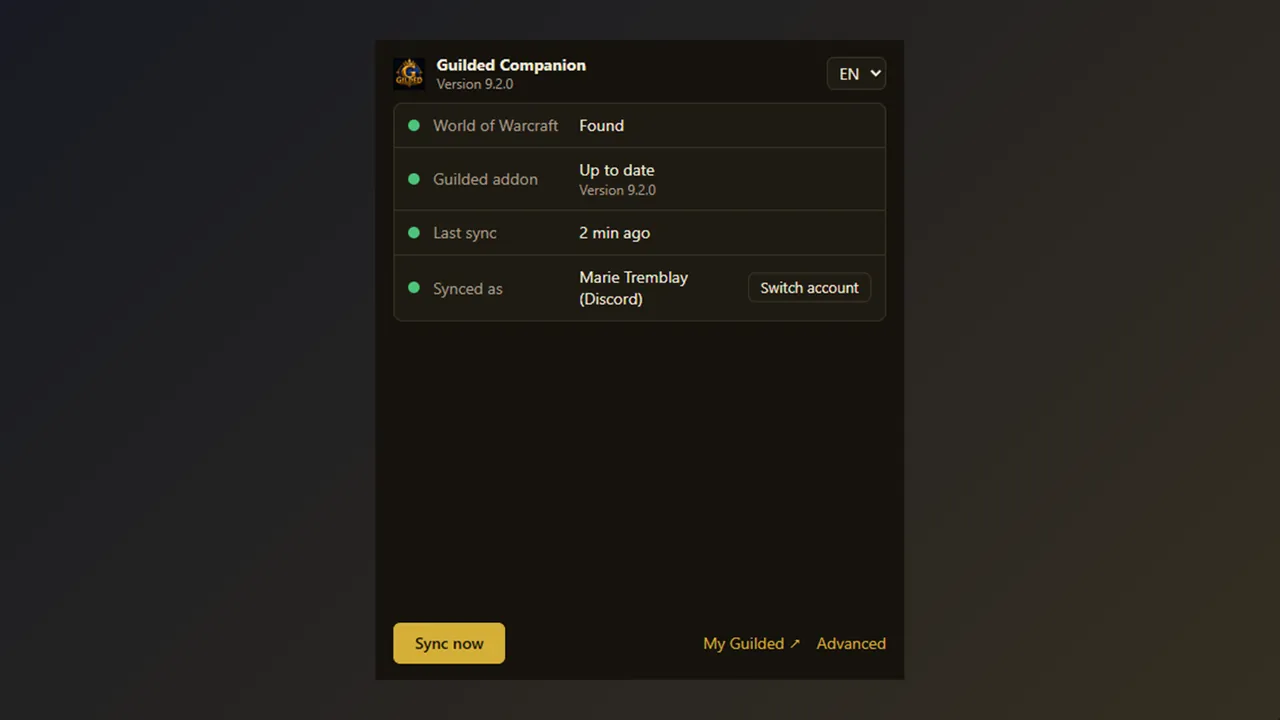 GUILDED
Guilded Companion
Version 9.2.0
EN
World of Warcraft Found
Guilded addon Up to date
Version 9.2.0
Last sync 2 min ago
Synced as Marie Tremblay
(Discord)
Switch account
Sync now
My Guilded ↗
Advanced